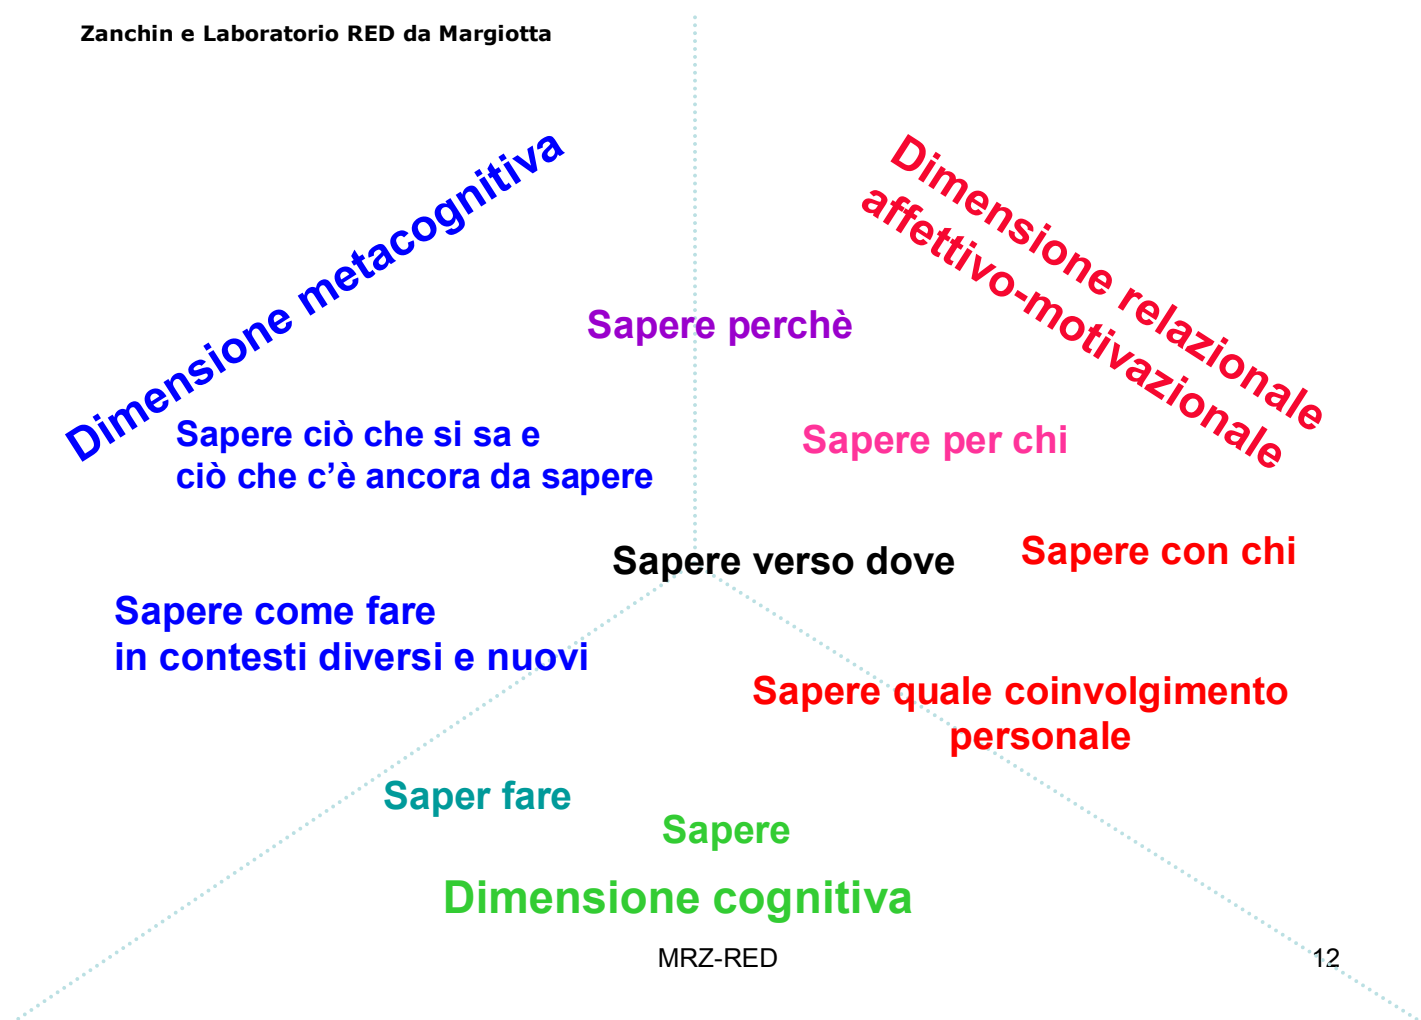 Zanchin e Laboratorio RED da Margiotta
Dimensione metacognitiva
Dimensione relazionale
affettivo-motivazionale
Sapere perchè
Sapere ciò che si sa e
ciò che c’è ancora da sapere
Sapere per chi
Sapere verso dove
Sapere con chi
Sapere come fare
in contesti diversi e nuovi
Sapere quale coinvolgimento
personale
Saper fare
Sapere
Dimensione cognitiva
MRZ-RED
12